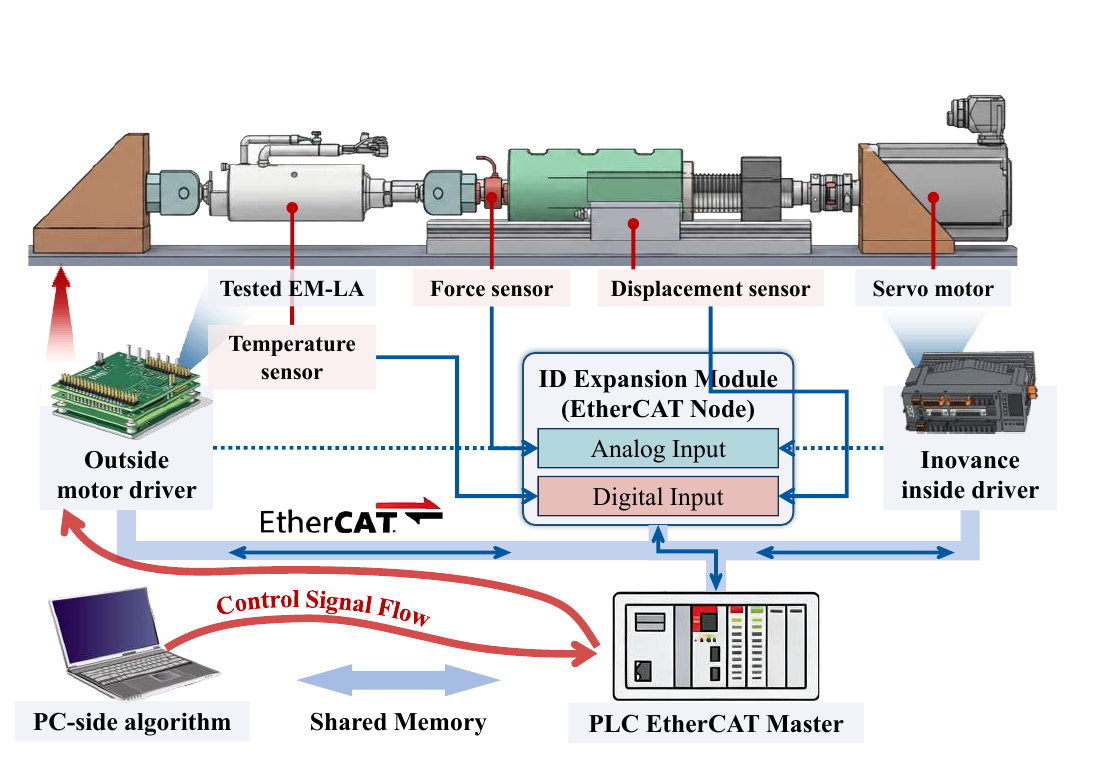 Tested EM-LA
Force sensor
Displacement sensor
Servo motor
Temperature
sensor
ID Expansion Module
(EtherCAT Node)
Analog Input
Digital Input
Outside
motor driver
Inovance
inside driver
EtherCAT
Control Signal Flow
PC-side algorithm
Shared Memory
PLC EtherCAT Master